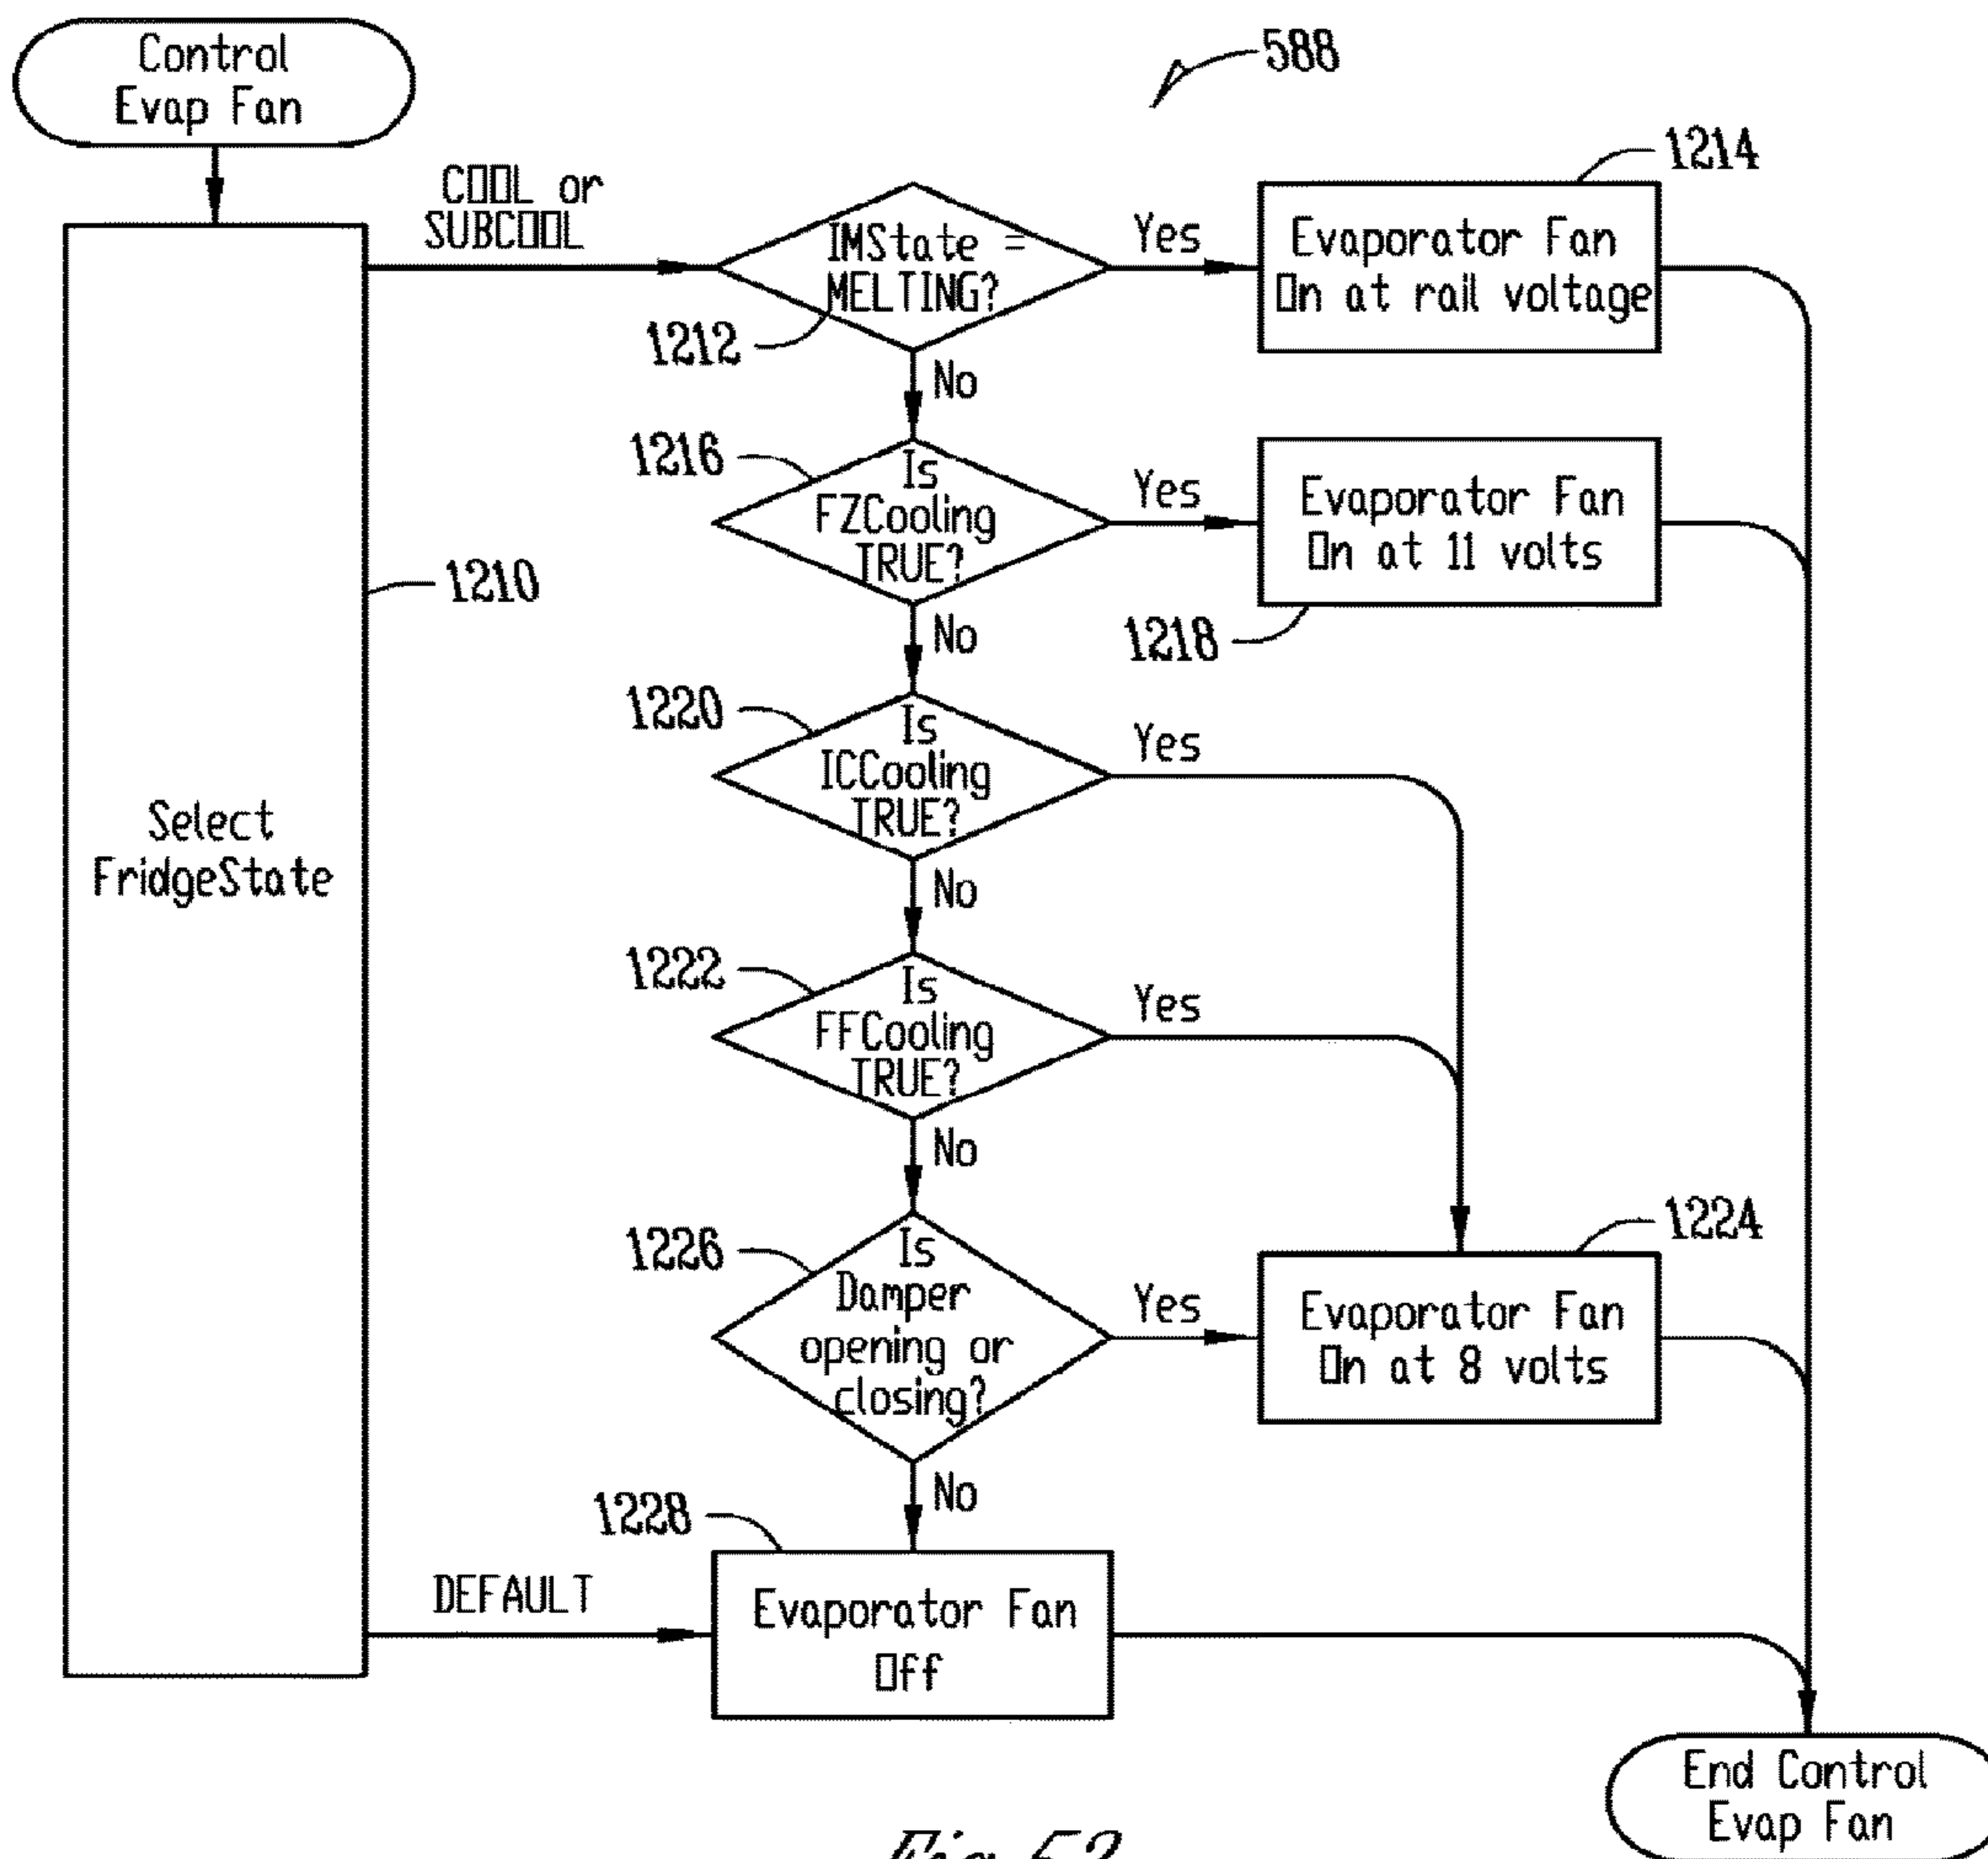 Control
Evap Fan
588
COOL or
SUBCOOL
IMState =
MELTING?
1212
Yes
Evaporator Fan
On at rail voltage
1214
No
1216
Is
FZCooling
TRUE?
Yes
Evaporator Fan
On at 11 volts
1218
No
1210
Select
FridgeState
1220
Is
ICCooling
TRUE?
Yes
No
1222
Is
FFCooling
TRUE?
Yes
No
1226
Is
Damper
opening or
closing?
Yes
Evaporator Fan
On at 8 volts
1224
No
1228
DEFAULT
Evaporator Fan
Off
End Control
Evap Fan